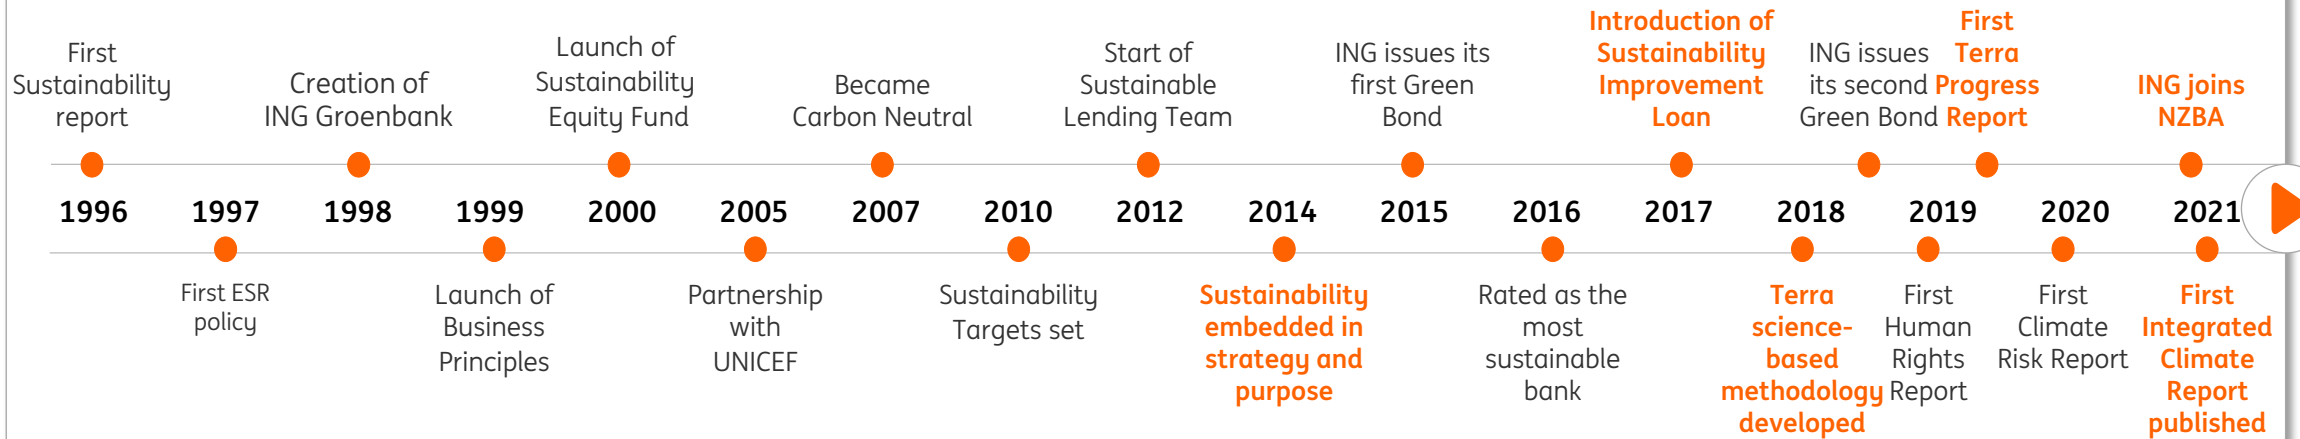 First
Sustainability
report
Creation of
ING Groenbank
Launch of
Sustainability
Equity Fund
Became
Carbon Neutral
Start of
Sustainable
Lending Team
ING issues its
first Green
Bond
Introduction of
Sustainability
Improvement
Loan
ING issues
its second
Green Bond
First
Terra
Progress
Report
ING joins
NZBA
1996 1997 1998 1999 2000 2005 2007 2010 2012 2014 2015 2016 2017 2018 2019 2020 2021
First ESR
policy
Launch of
Business
Principles
Partnership
with
UNICEF
Sustainability
Targets set
Sustainability
embedded in
strategy and
purpose
Rated as the
most
sustainable
bank
Terra
science-
based
methodology
developed
First
Human
Rights
Report
First
Climate
Risk Report
First
Integrated
Climate
Report
published